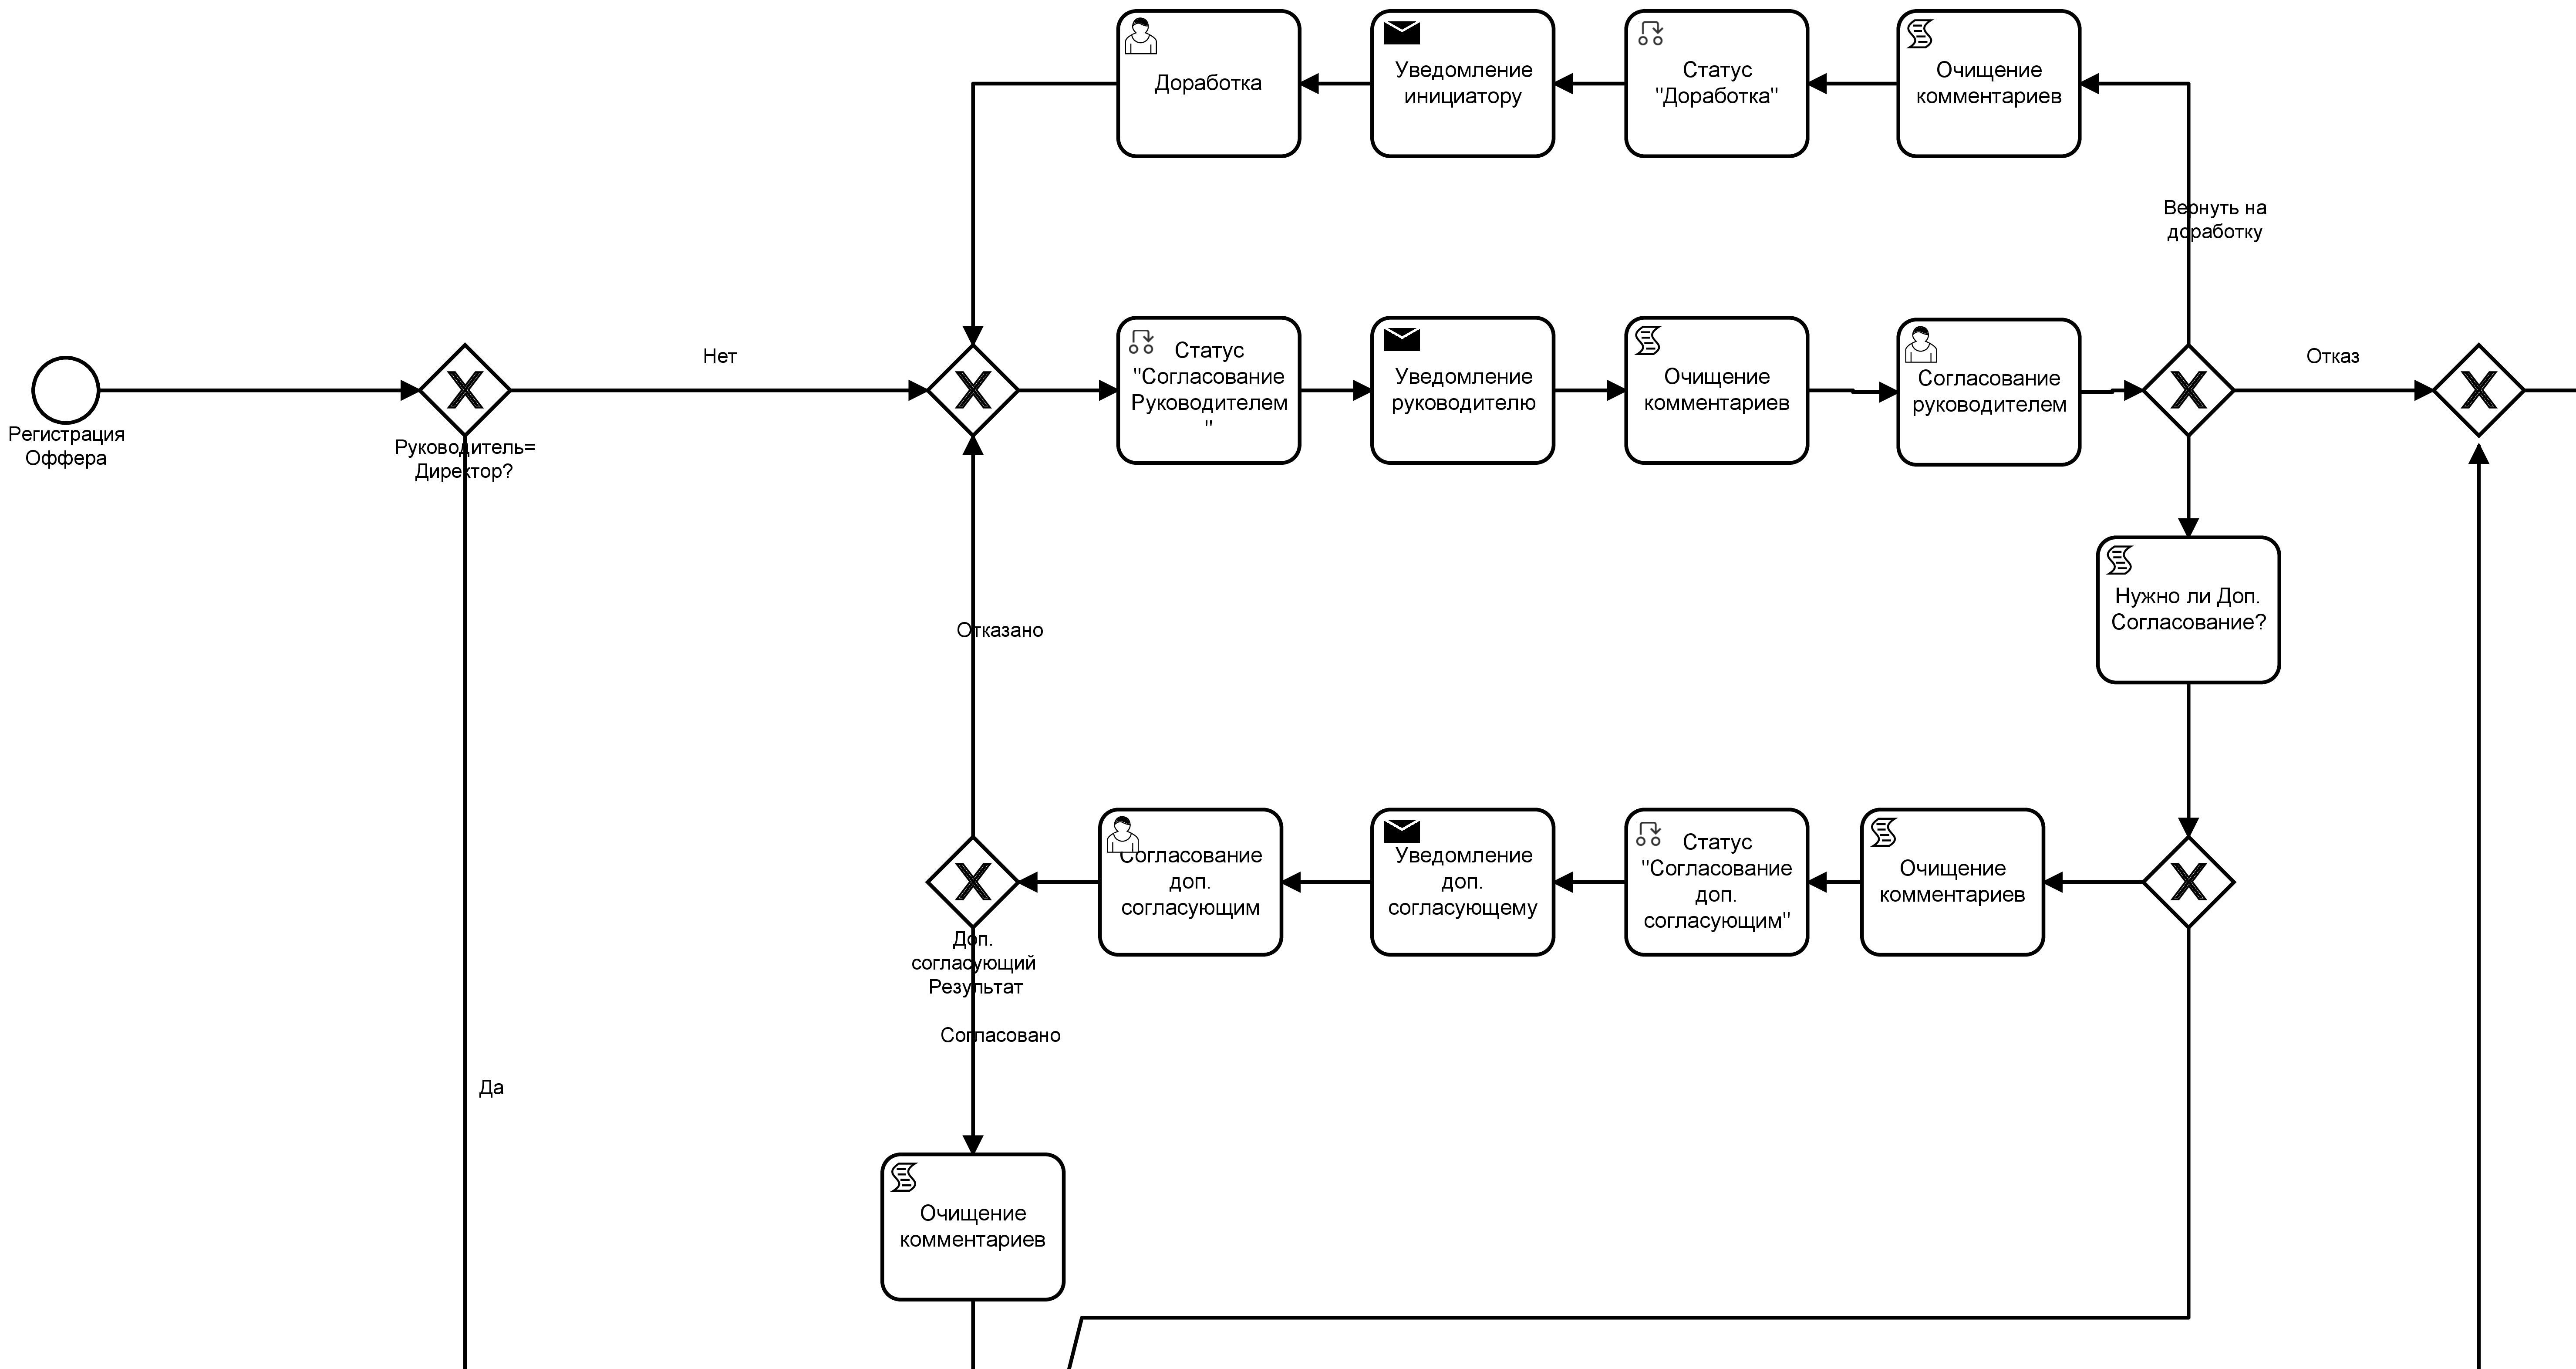 Доработка
Уведомление
инициатору
Статус
"Доработка"
Очищение
комментариев
Вернуть на
доработку
Регистрация
Оффера
Руководитель=
Директор?
Нет
Статус
"Согласование
Руководителем
"
Уведомление
руководителю
Очищение
комментариев
Согласование
руководителем
Отказ
Нужно ли Доп.
Согласование?
Отказано
Согласование
доп.
согласующим
Уведомление
доп.
согласующему
Статус
"Согласование
доп.
согласующим"
Очищение
комментариев
Доп.
согласующий
Результат
Согласовано
Да
Очищение
комментариев